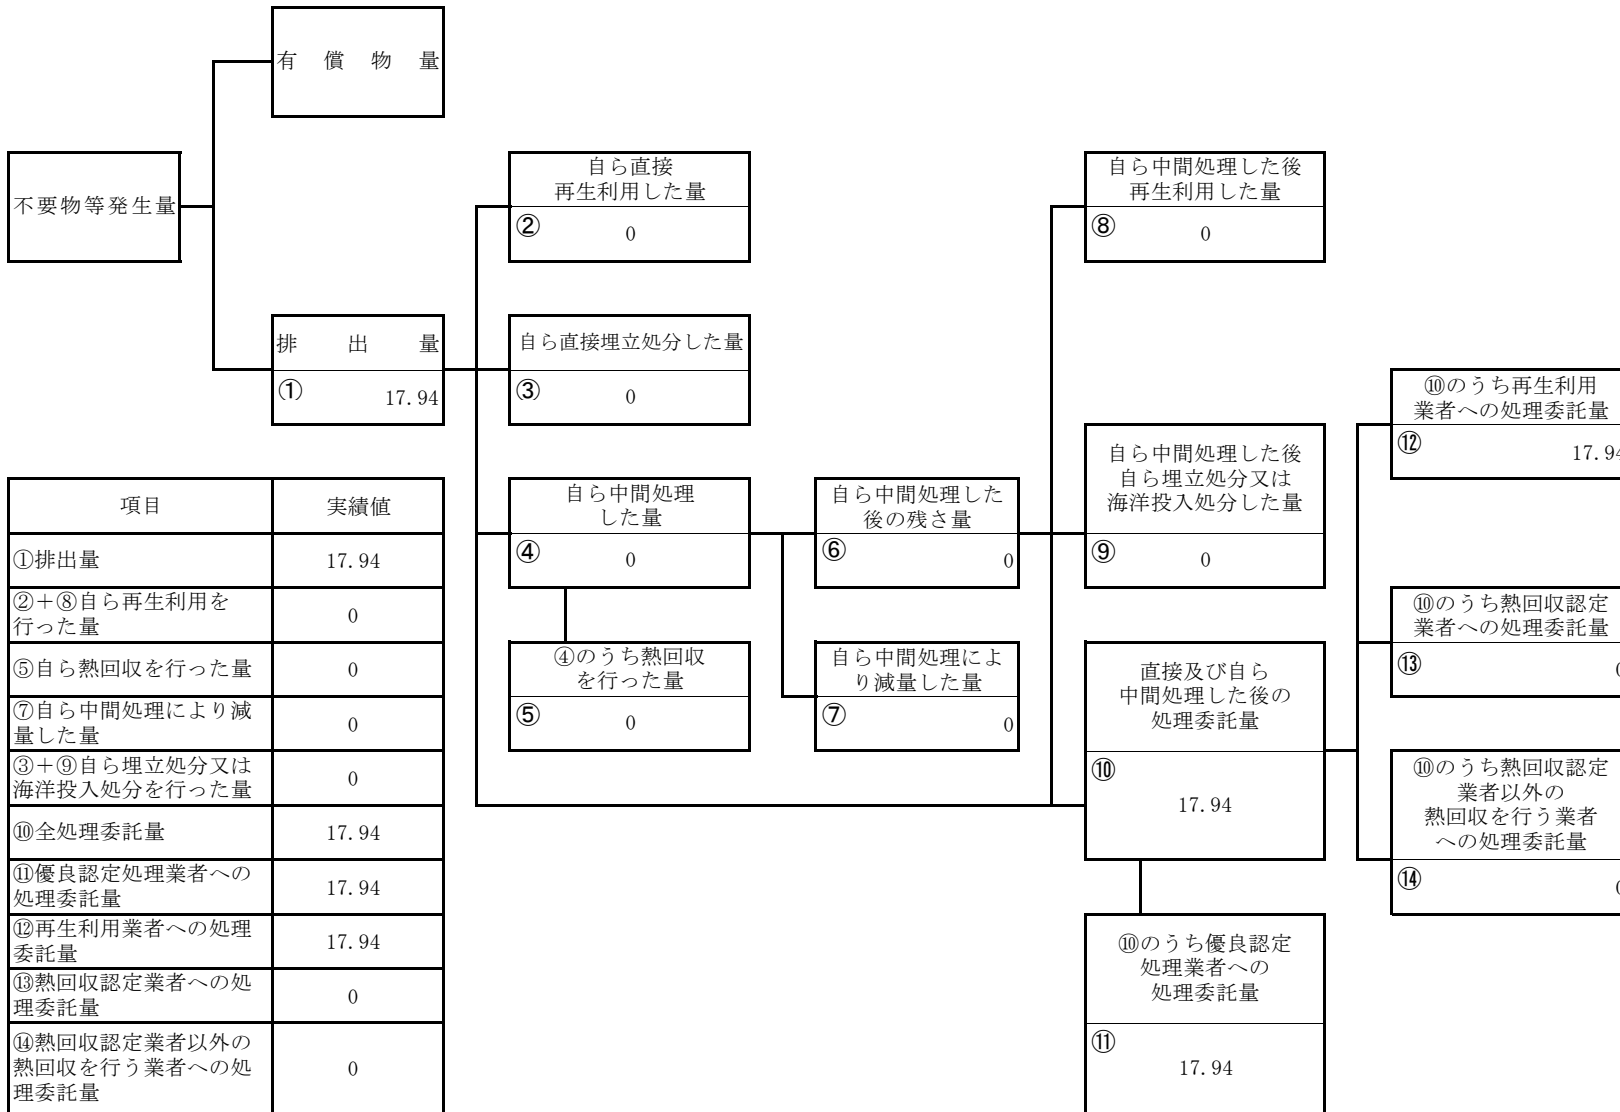 有償物量
不要物等発生量
排出量
① 17.94
自ら直接
再生利用した量
② 0
自ら直接埋立処分した量
③ 0
自ら中間処理
した量
④ 0
④のうち熱回収
を行った量
⑤ 0
自ら中間処理した
後の残さ量
⑥ 0
自ら中間処理によ
り減量した量
⑦ 0
自ら中間処理した後
再生利用した量
⑧ 0
自ら中間処理した後
自ら埋立処分又は
海洋投入処分した量
⑨ 0
直接及び自ら
中間処理した後の
処理委託量
⑩
17.94
⑩のうち優良認定
処理業者への
処理委託量
⑪
17.94
⑩のうち再生利用
業者への処理委託量
⑫ 17.94
⑩のうち熱回収認定
業者への処理委託量
⑬ 0
⑩のうち熱回収認定
業者以外の
熱回収を行う業者
への処理委託量
⑭ 0
項目 実績値
①排出量 17.94
②+⑧自ら再生利用を
行った量 0
⑤自ら熱回収を行った量 0
⑦自ら中間処理により減
量した量 0
③+⑨自ら埋立処分又は
海洋投入処分を行った量 0
⑩全処理委託量 17.94
⑪優良認定処理業者への
処理委託量 17.94
⑫再生利用業者への処理
委託量 17.94
⑬熱回収認定業者への処
理委託量 0
⑭熱回収認定業者以外の
熱回収を行う業者への処
理委託量 0